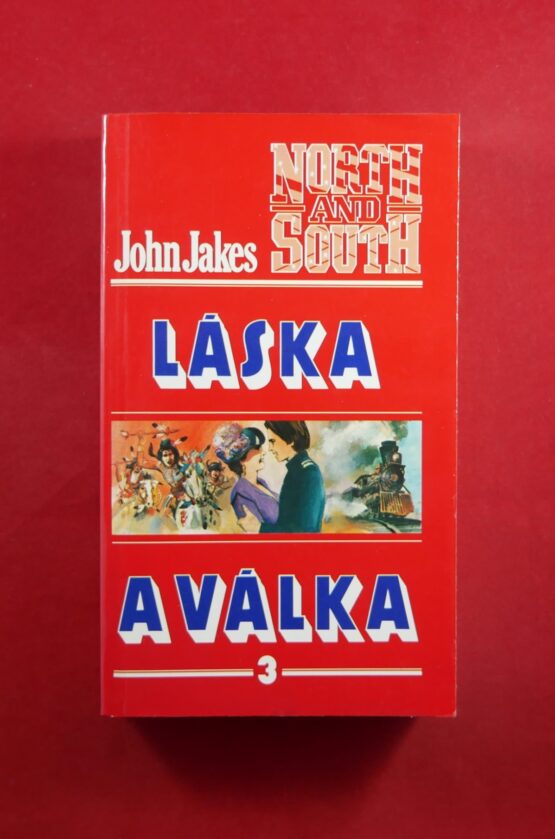 NORTH
AND
SOUTH
John Jakes
LÁSKA
A VÁLKA
3